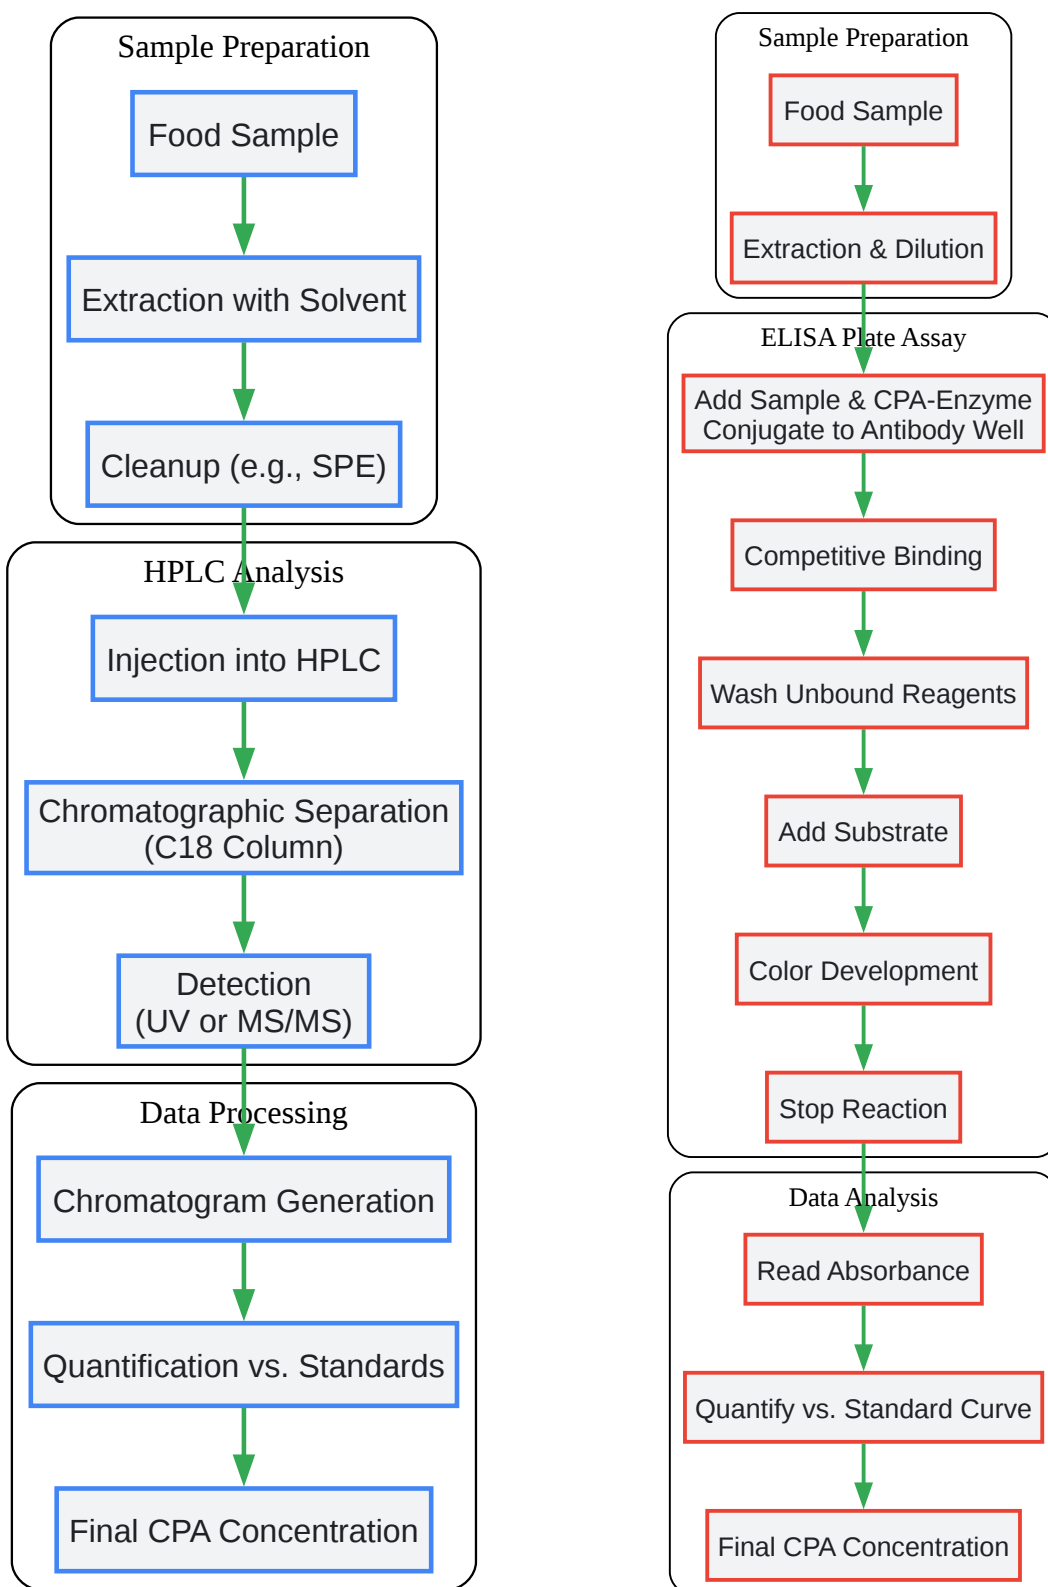 Sample Preparation
Food Sample
Extraction with Solvent
Cleanup (e.g., SPE)
HPLC Analysis
Injection into HPLC
Chromatographic Separation
(C18 Column)
Detection
(UV or MS/MS)
Data Processing
Chromatogram Generation
Quantification vs. Standards
Final CPA Concentration
Sample Preparation
Food Sample
Extraction & Dilution
ELISA Plate Assay
Add Sample & CPA-Enzyme
Conjugate to Antibody Well
Competitive Binding
Wash Unbound Reagents
Add Substrate
Color Development
Stop Reaction
Data Analysis
Read Absorbance
Quantify vs. Standard Curve
Final CPA Concentration